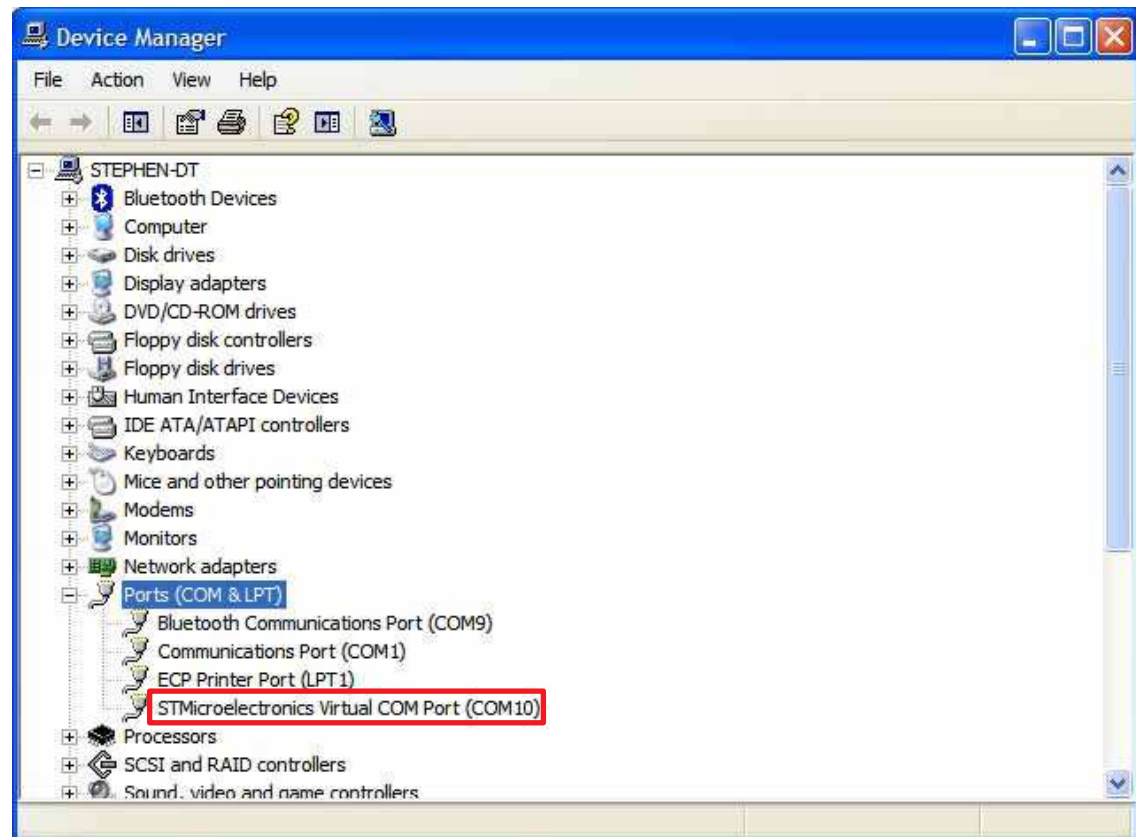 Device Manager
File Action View Help
STEPHEN-DT
Bluetooth Devices
Computer
Disk drives
Display adapters
DVD/CD-ROM drives
Floppy disk controllers
Floppy disk drives
Human Interface Devices
IDE ATA/ATAPI controllers
Keyboards
Mice and other pointing devices
Modems
Monitors
Network adapters
Ports (COM & LPT)
Bluetooth Communications Port (COM9)
Communications Port (COM1)
ECP Printer Port (LPT1)
STMicroelectronics Virtual COM Port (COM10)
Processors
SCSI and RAID controllers
Sound, video and game controllers